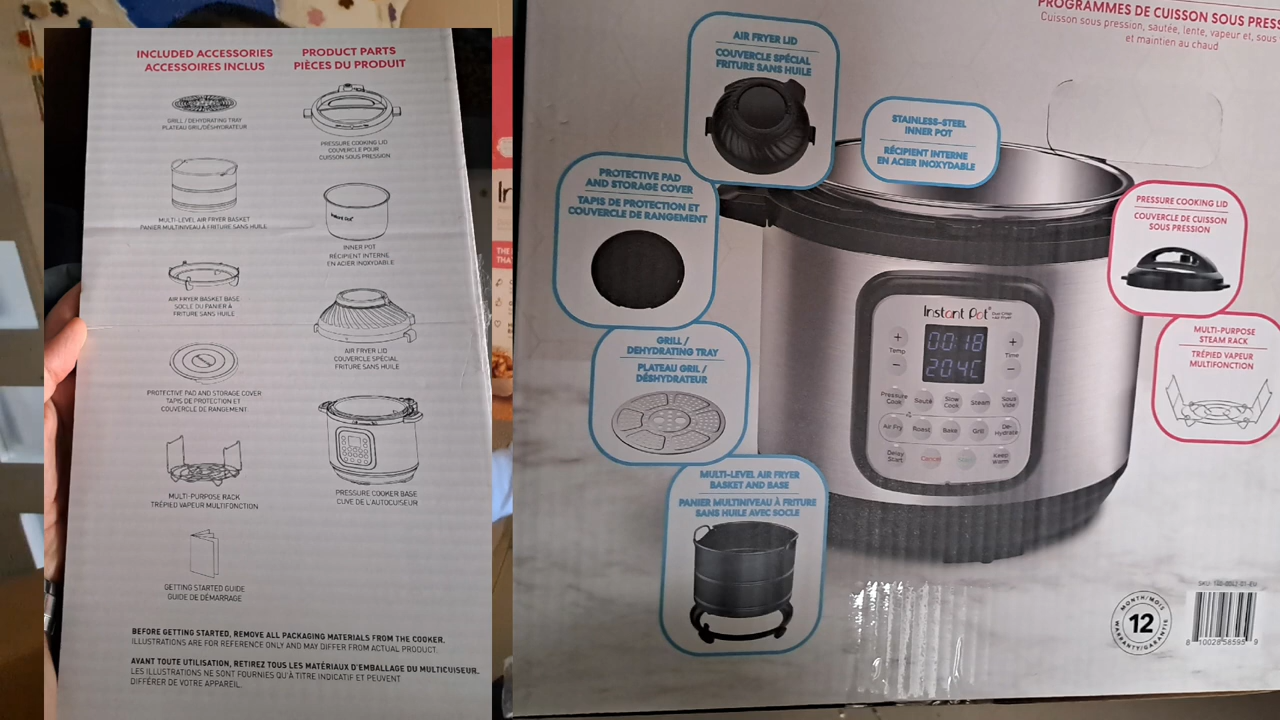 INCLUDED ACCESSORIES
ACCESSOIRES INCLUS
GRILL / DEHYDRATING TRAY
PLATEAU GRIL/DÉSHYDRATEUR
MULTI-LEVEL AIR FRYER BASKET
PANIER MULTINIVEAU À FRITURE SANS HUILE
AIR FRYER BASKET BASE
SOCLE DU PANIER À
FRITURE SANS HUILE
PROTECTIVE PAD AND STORAGE COVER
TAPIS DE PROTECTION ET
COUVERCLE DE RANGEMENT
MULTI-PURPOSE RACK
TRÉPIED VAPEUR MULTIFONCTION
GETTING STARTED GUIDE
GUIDE DE DÉMARRAGE
PRODUCT PARTS
PIÈCES DU PRODUIT
PRESSURE COOKING LID
COUVERCLE POUR
CUISSON SOUS PRESSION
Instant Pot
INNER POT
RÉCIPIENT INTERNE
EN ACIER INOXYDABLE
AIR FRYER LID
COUVERCLE SPÉCIAL
FRITURE SANS HUILE
PRESSURE COOKER BASE
CUVE DE L'AUTOCUISEUR
BEFORE GETTING STARTED, REMOVE ALL PACKAGING MATERIALS FROM THE COOKER.
ILLUSTRATIONS ARE FOR REFERENCE ONLY AND MAY DIFFER FROM ACTUAL PRODUCT.
AVANT TOUTE UTILISATION, RETIREZ TOUS LES MATÉRIAUX D'EMBALLAGE DU MULTICUISEUR.
LES ILLUSTRATIONS NE SONT FOURNIES QU'À TITRE INDICATIF ET PEUVENT
DIFFÉRER DE VOTRE APPAREIL.
In
THE
THA
PROGRAMMES DE CUISSON SOUS PRESS
Cuisson sous pression, sautée, lente, vapeur et, sous
et maintien au chaud
AIR FRYER LID
COUVERCLE SPÉCIAL
FRITURE SANS HUILE
STAINLESS-STEEL
INNER POT
RÉCIPIENT INTERNE
EN ACIER INOXYDABLE
PROTECTIVE PAD
AND STORAGE COVER
TAPIS DE PROTECTION ET
COUVERCLE DE RANGEMENT
PRESSURE COOKING LID
COUVERCLE DE CUISSON
SOUS PRESSION
GRILL /
DEHYDRATING TRAY
PLATEAU GRIL /
DÉSHYDRATEUR
MULTI-PURPOSE
STEAM RACK
TRÉPIED VAPEUR
MULTIFONCTION
MULTI-LEVEL AIR FRYER
BASKET AND BASE
PANIER MULTINIVEAU À FRITURE
SANS HUILE AVEC SOCLE
Instant Pot
+ Temp −
00:18
204C
+ Time −
Pressure Cook
Sauté
Slow Cook
Steam
Sous Vide
Air Fry
Roast
Bake
Grill
De-Hydrate
Delay Start
Cancel
Keep Warm
MONTH/MOIS
12
WARRANTY/GARANTIE
8 10028 58595 9